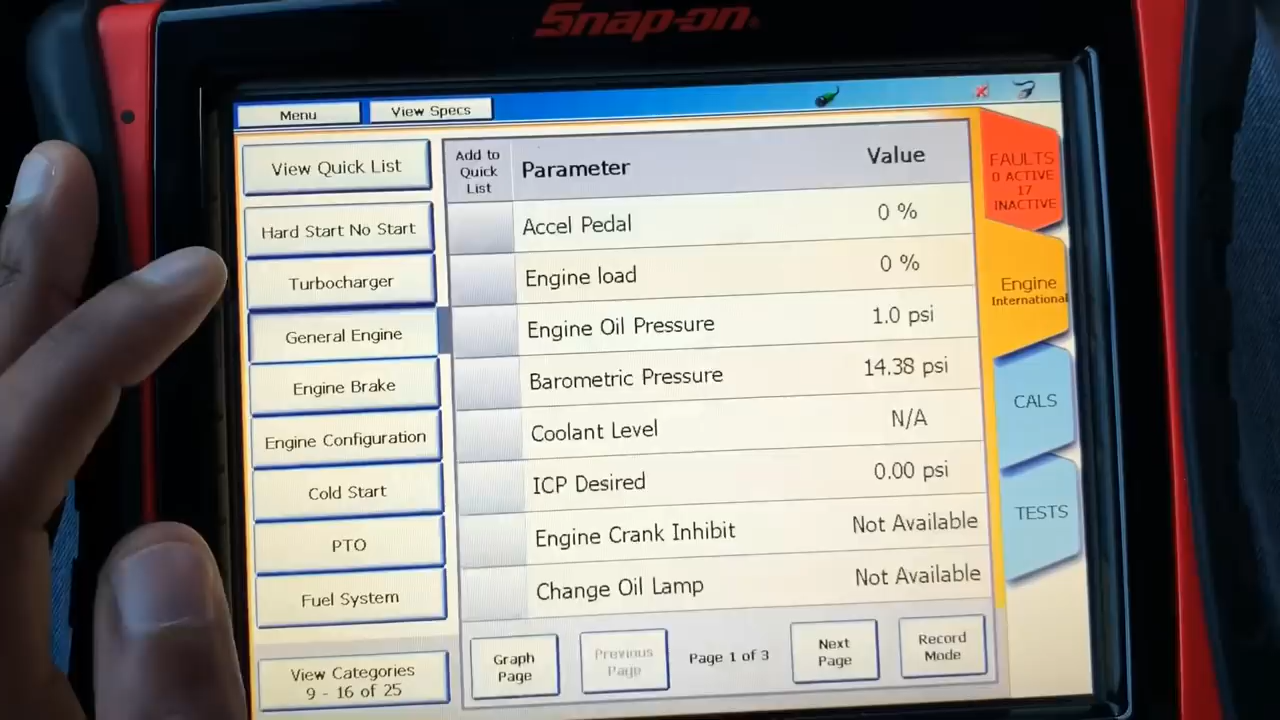 Snap-on
Menu
View Specs
View Quick List
Hard Start No Start
Turbocharger
General Engine
Engine Brake
Engine Configuration
Cold Start
PTO
Fuel System
View Categories
9 - 16 of 25
Add to
Quick
List
Parameter Value
Accel Pedal 0 %
Engine load 0 %
Engine Oil Pressure 1.0 psi
Barometric Pressure 14.38 psi
Coolant Level N/A
ICP Desired 0.00 psi
Engine Crank Inhibit Not Available
Change Oil Lamp Not Available
Graph
Page
Previous
Page
Page 1 of 3
Next
Page
Record
Mode
FAULTS
0 ACTIVE
17
INACTIVE
Engine
International
CALS
TESTS